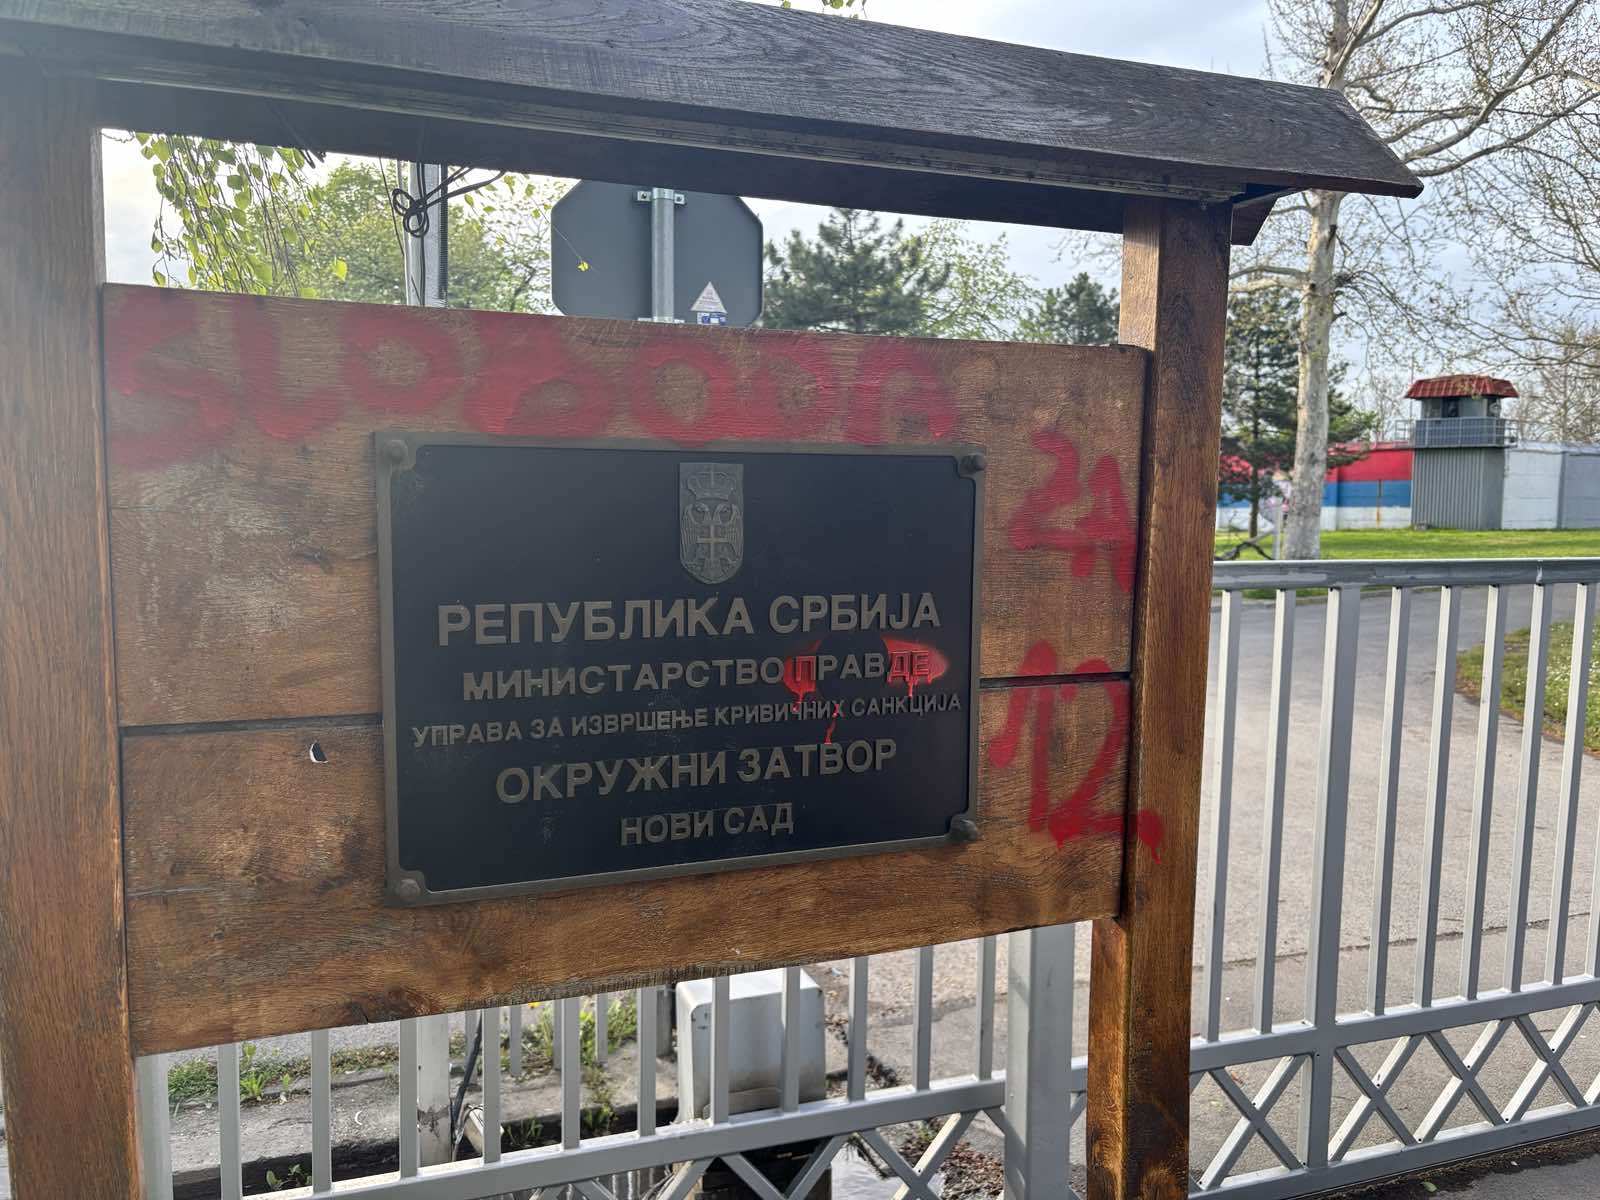 SLOBODA
ZA
12.
РЕПУБЛИКА СРБИЈА
МИНИСТАРСТВО ПРАВДЕ
УПРАВА ЗА ИЗВРШЕЊЕ КРИВИЧНИХ САНКЦИЈА
ОКРУЖНИ ЗАТВОР
НОВИ САД